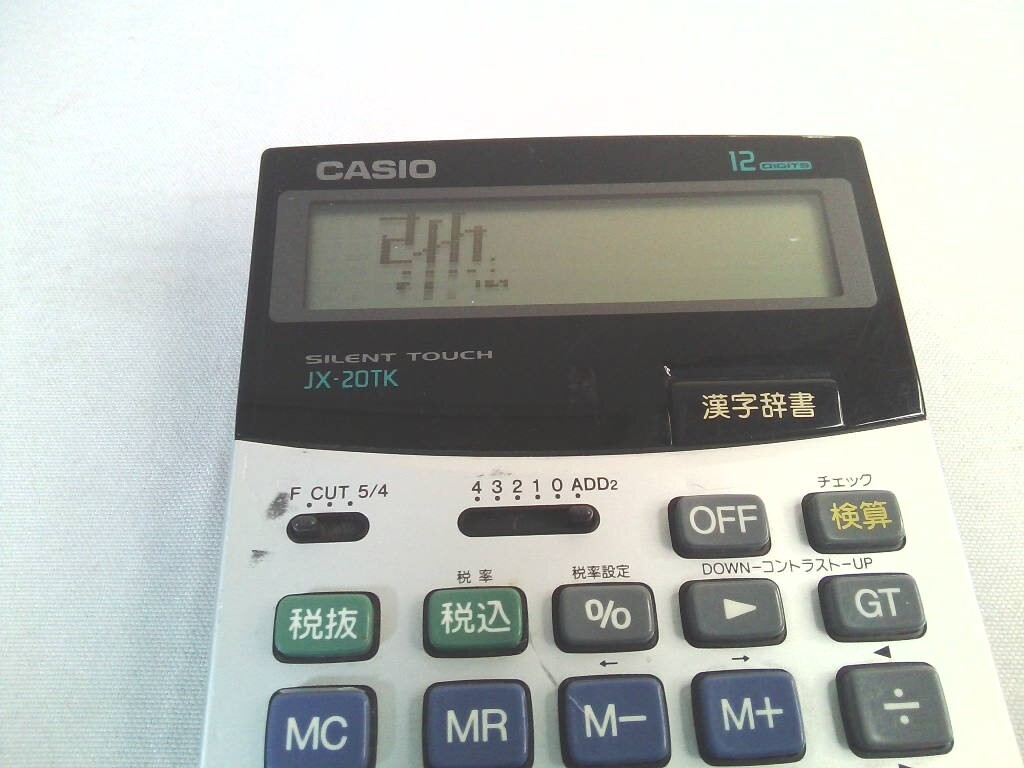 CASIO
12 DIGITS
SILENT TOUCH
JX-20TK
漢字辞書
F CUT 5/4
4 3 2 1 0 ADD2
OFF
チェック
検算
税率
税率設定
DOWN-コントラスト-UP
税抜
税込
%
▶
GT
← → ◀
MC
MR
M-
M+
÷